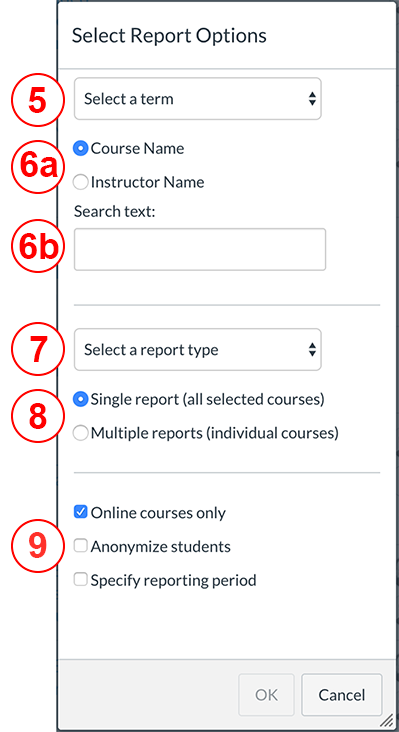 Select Report Options
5 Select a term
6a Course Name
Instructor Name
Search text:
6b
7 Select a report type
8 Single report (all selected courses)
Multiple reports (individual courses)
Online courses only
9 Anonymize students
Specify reporting period
OK Cancel